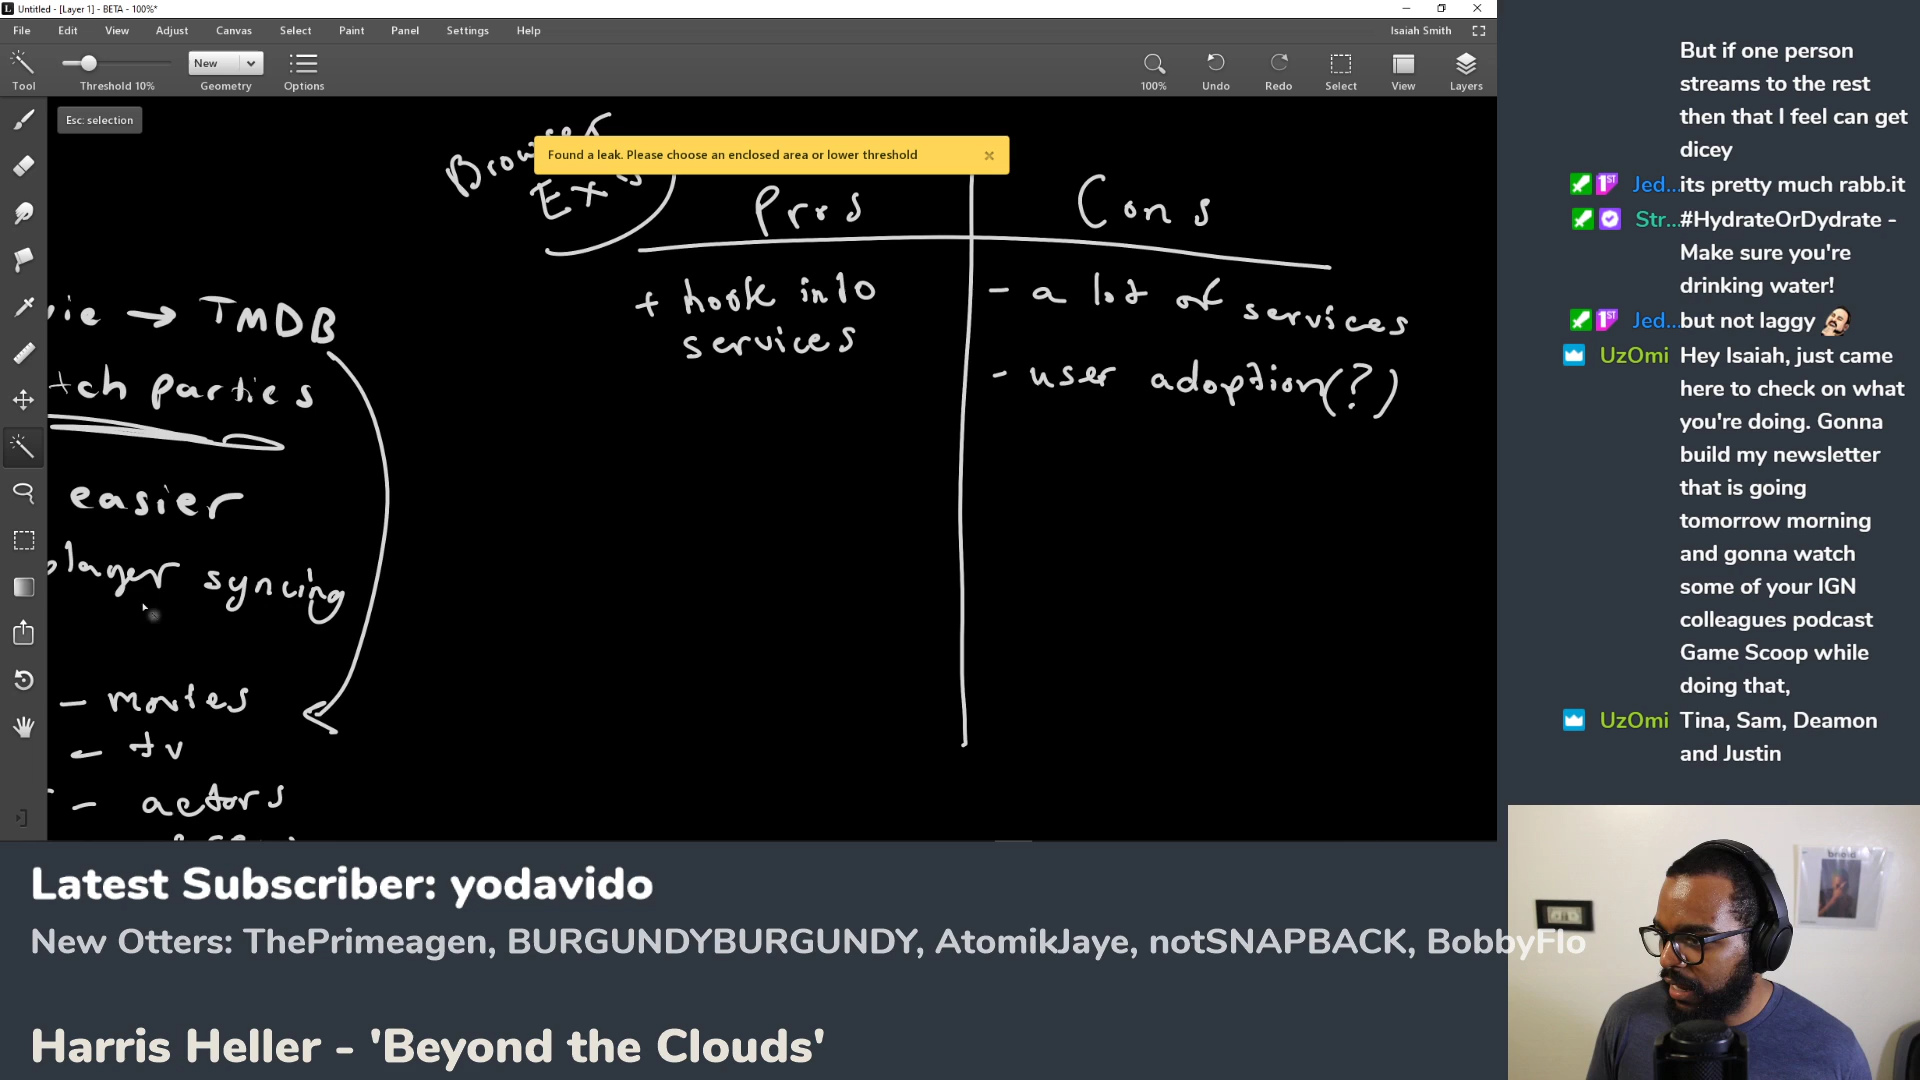 Untitled - [Layer 1] - BETA - 100%*
File Edit View Adjust Canvas Select Paint Panel Settings Help
Isaiah Smith
New
Tool Threshold 10% Geometry Options
100% Undo Redo Select View Layers
Esc: selection
Found a leak. Please choose an enclosed area or lower threshold
Pros
Cons
+ hook into
services
- a lot of services
- user adoption(?)
→ TMDB
parties
easier
syncing
- movies
- tv
- actors
But if one person
streams to the rest
then that I feel can get
dicey
Jed... its pretty much rabb.it
Str... #HydrateOrDydrate -
Make sure you're
drinking water!
Jed... but not laggy
UzOmi Hey Isaiah, just came
here to check on what
you're doing. Gonna
build my newsletter
that is going
tomorrow morning
and gonna watch
some of your IGN
colleagues podcast
Game Scoop while
doing that,
UzOmi Tina, Sam, Deamon
and Justin
Latest Subscriber: yodavido
New Otters: ThePrimeagen, BURGUNDYBURGUNDY, AtomikJaye, notSNAPBACK, BobbyFlo
Harris Heller - 'Beyond the Clouds'